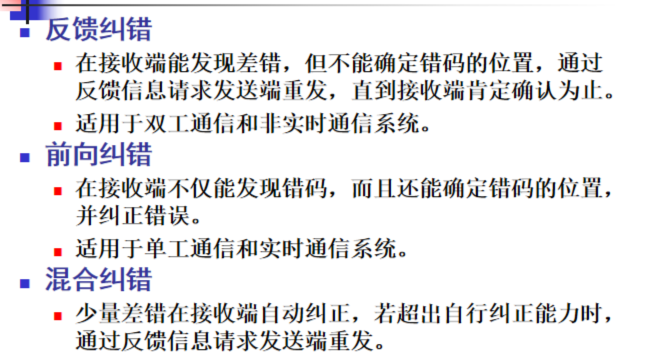 反馈纠错
在接收端能发现差错，但不能确定错码的位置，通过
反馈信息请求发送端重发，直到接收端肯定确认为止。
适用于双工通信和非实时通信系统。
前向纠错
在接收端不仅能发现错码，而且还能确定错码的位置，
并纠正错误。
适用于单工通信和实时通信系统。
混合纠错
少量差错在接收端自动纠正，若超出自行纠正能力时，
通过反馈信息请求发送端重发。